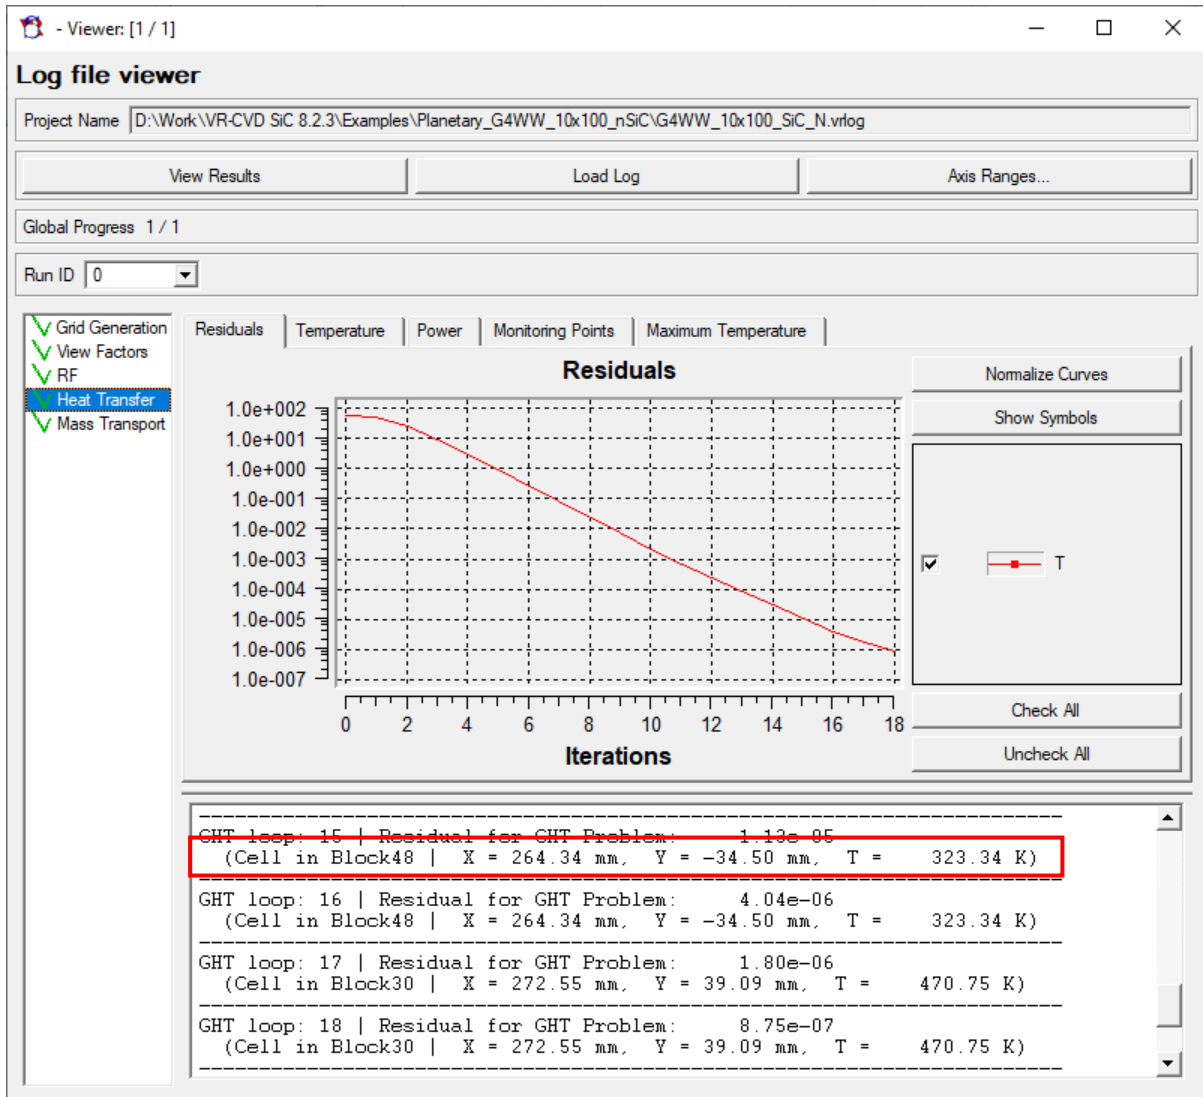 - Viewer: [1 / 1]
Log file viewer
Project Name D:\Work\VR-CVD SiC 8.2.3\Examples\Planetary_G4WW_10x100_nSiC\G4WW_10x100_SiC_N.vrlog
View Results Load Log Axis Ranges...
Global Progress 1 / 1
Run ID 0
Grid Generation
View Factors
RF
Heat Transfer
Mass Transport
Residuals Temperature Power Monitoring Points Maximum Temperature
Residuals
1.0e+002
1.0e+001
1.0e+000
1.0e-001
1.0e-002
1.0e-003
1.0e-004
1.0e-005
1.0e-006
1.0e-007
0 2 4 6 8 10 12 14 16 18
Iterations
Normalize Curves
Show Symbols
T
Check All
Uncheck All
GHT loop: 15 | Residual for GHT Problem: 1.13e-05
(Cell in Block48 | X = 264.34 mm, Y = -34.50 mm, T = 323.34 K)
GHT loop: 16 | Residual for GHT Problem: 4.04e-06
(Cell in Block48 | X = 264.34 mm, Y = -34.50 mm, T = 323.34 K)
GHT loop: 17 | Residual for GHT Problem: 1.80e-06
(Cell in Block30 | X = 272.55 mm, Y = 39.09 mm, T = 470.75 K)
GHT loop: 18 | Residual for GHT Problem: 8.75e-07
(Cell in Block30 | X = 272.55 mm, Y = 39.09 mm, T = 470.75 K)